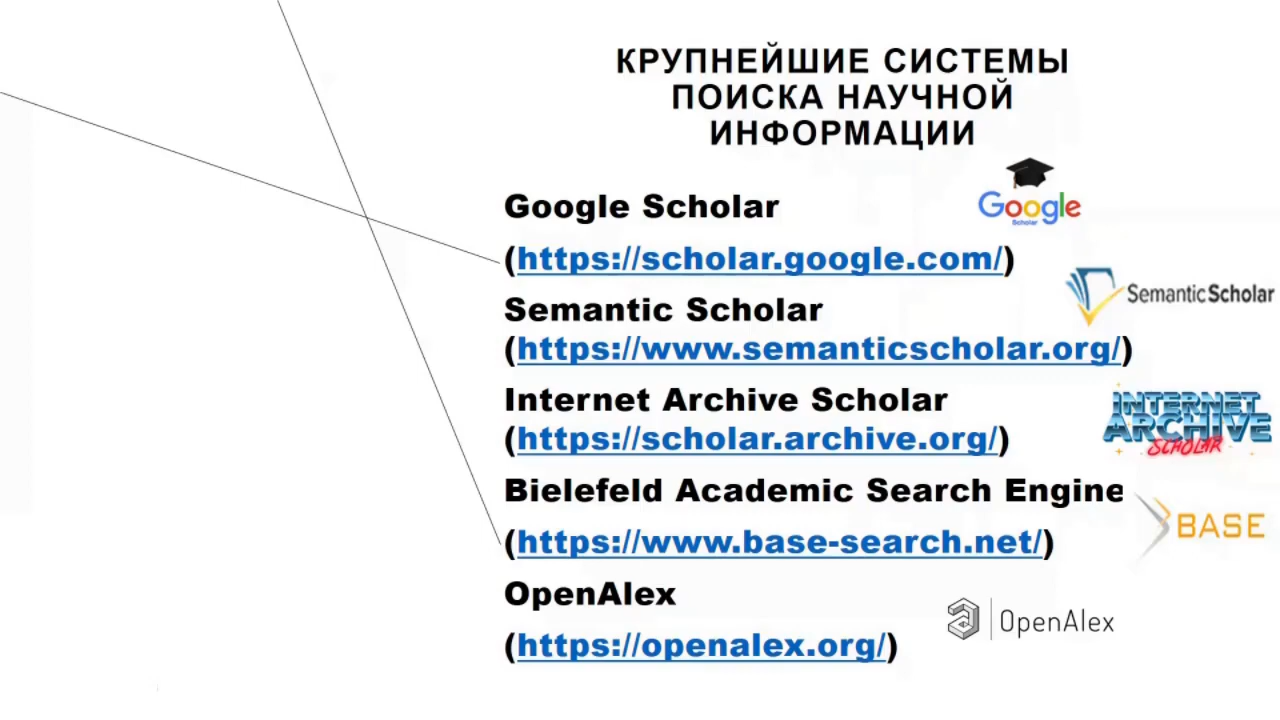 КРУПНЕЙШИЕ СИСТЕМЫ
ПОИСКА НАУЧНОЙ
ИНФОРМАЦИИ
Google Scholar
Google
Scholar
(https://scholar.google.com/)
Semantic Scholar
Semantic Scholar
(https://www.semanticscholar.org/)
Internet Archive Scholar
INTERNET
ARCHIVE
SCHOLAR
(https://scholar.archive.org/)
Bielefeld Academic Search Engine
BASE
(https://www.base-search.net/)
OpenAlex
OpenAlex
(https://openalex.org/)